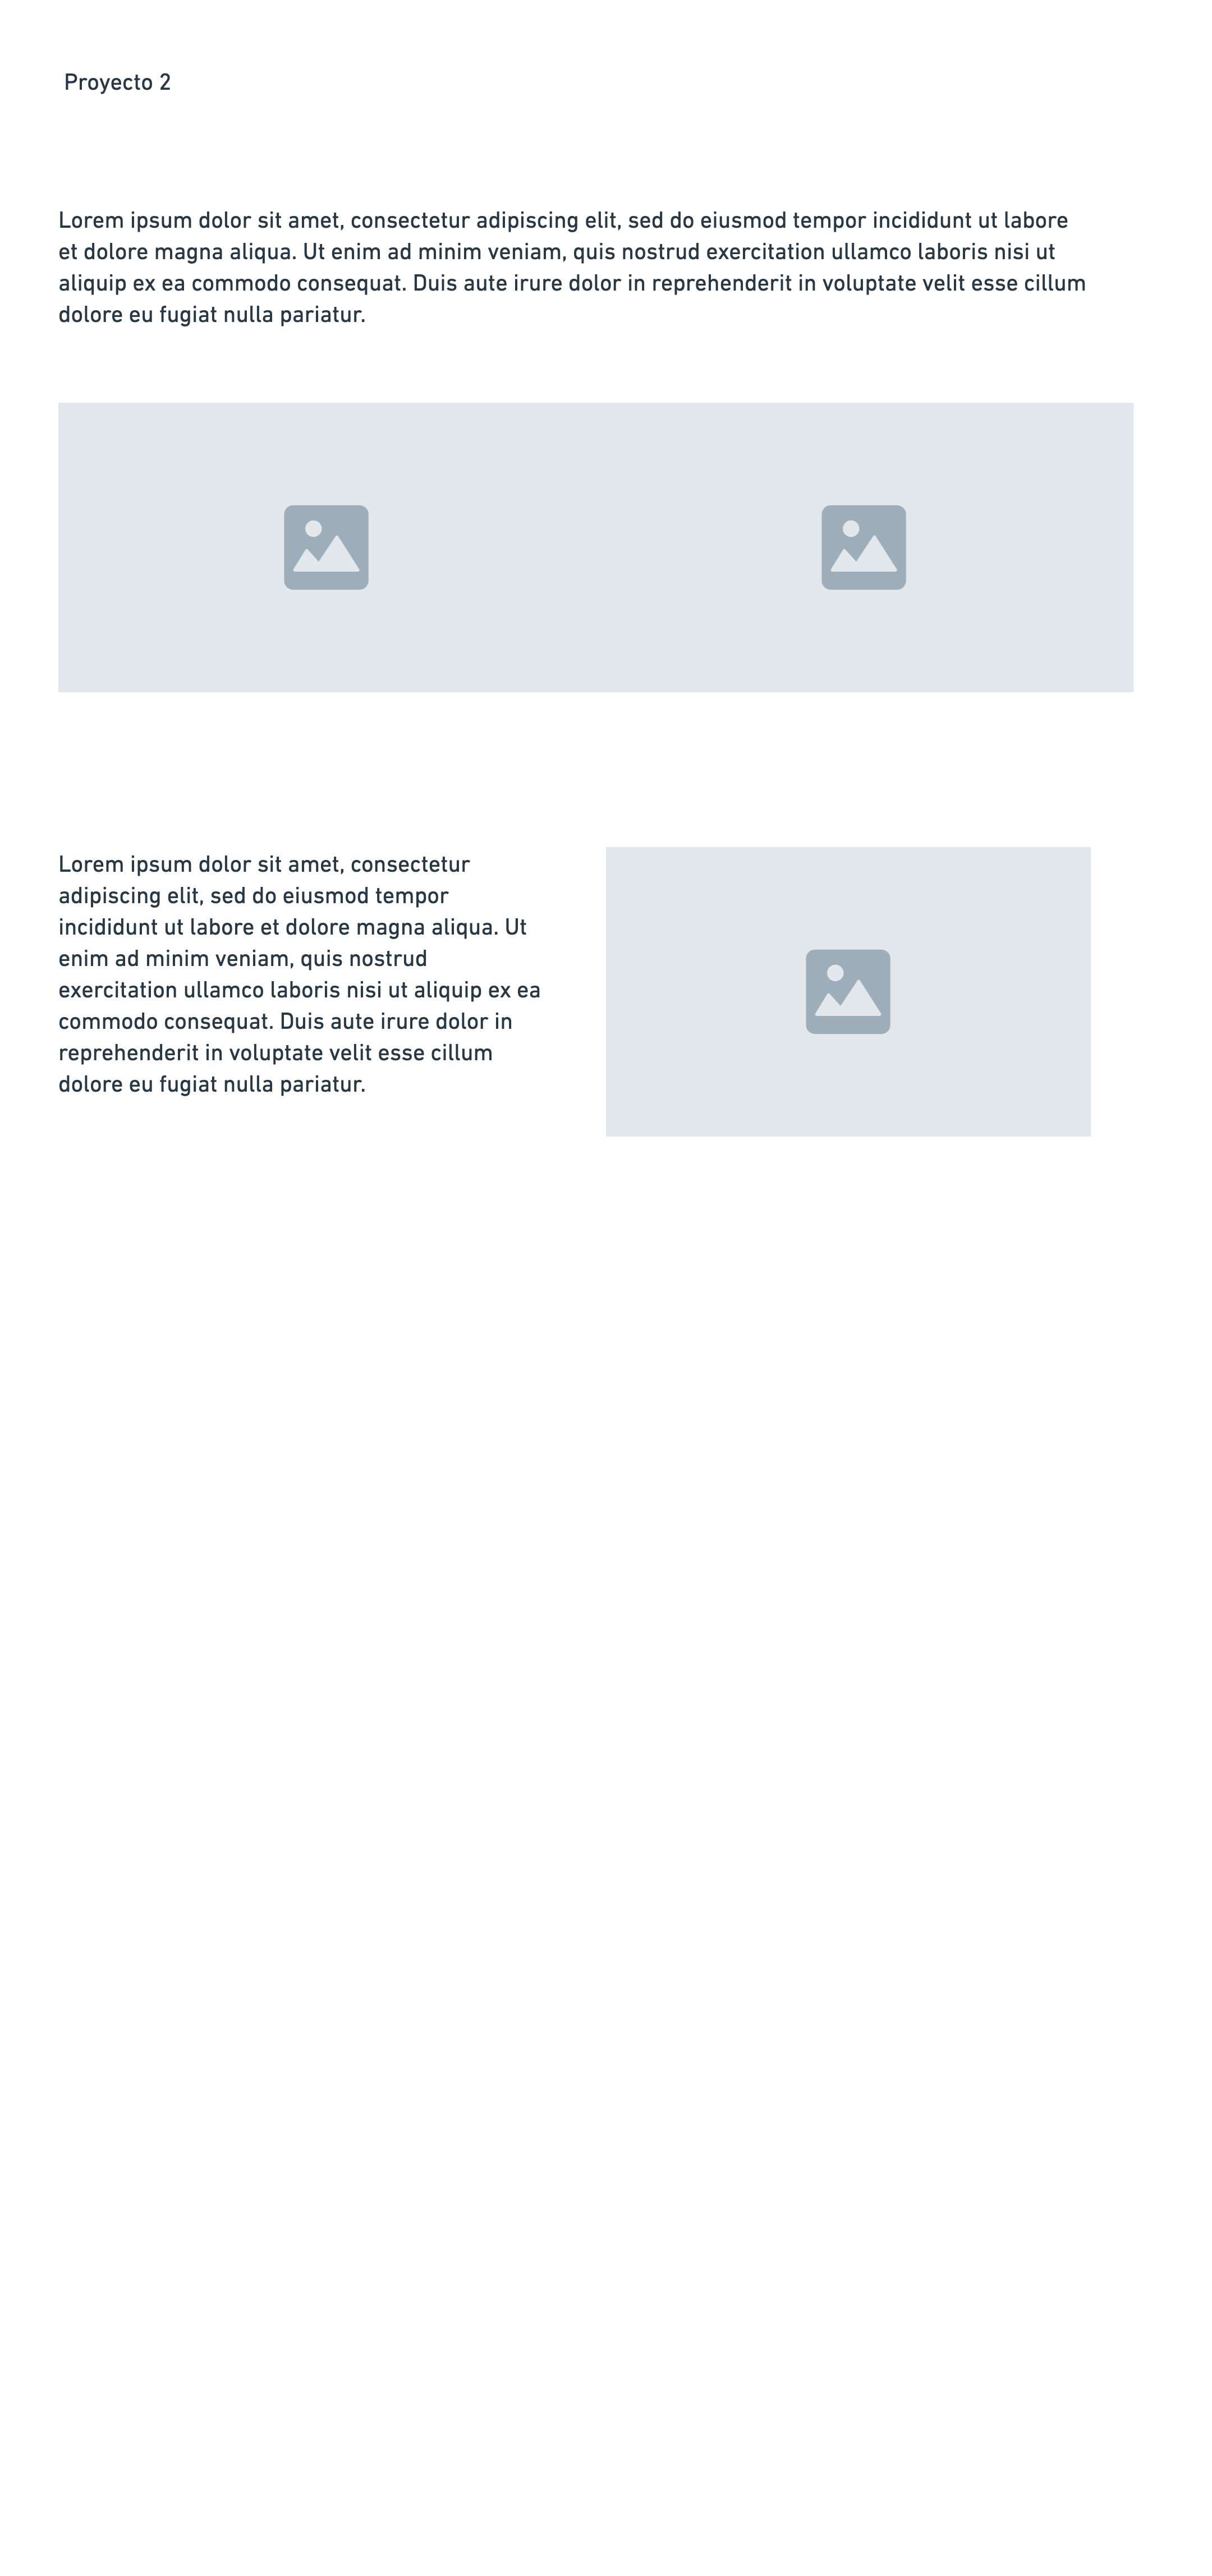 Proyecto 2
Lorem ipsum dolor sit amet, consectetur adipiscing elit, sed do eiusmod tempor incididunt ut labore
et dolore magna aliqua. Ut enim ad minim veniam, quis nostrud exercitation ullamco laboris nisi ut
aliquip ex ea commodo consequat. Duis aute irure dolor in reprehenderit in voluptate velit esse cillum
dolore eu fugiat nulla pariatur.
Lorem ipsum dolor sit amet, consectetur
adipiscing elit, sed do eiusmod tempor
incididunt ut labore et dolore magna aliqua. Ut
enim ad minim veniam, quis nostrud
exercitation ullamco laboris nisi ut aliquip ex ea
commodo consequat. Duis aute irure dolor in
reprehenderit in voluptate velit esse cillum
dolore eu fugiat nulla pariatur.